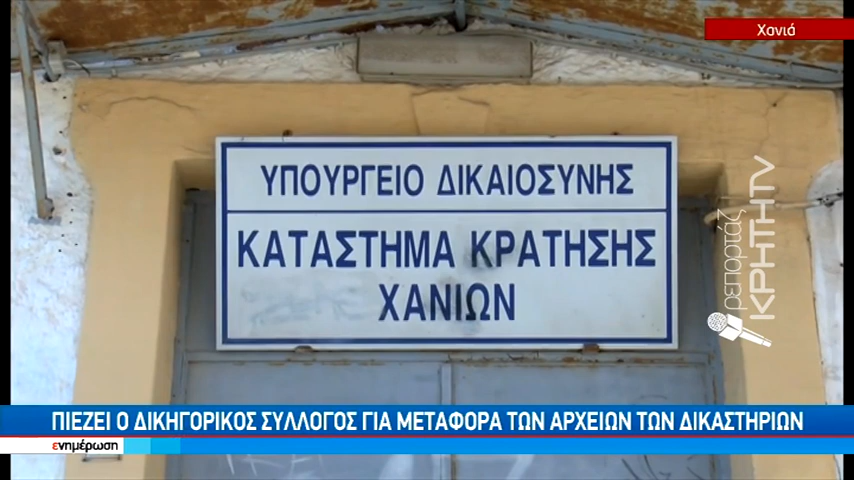 Χανιά
ΥΠΟΥΡΓΕΙΟ ΔΙΚΑΙΟΣΥΝΗΣ
ΚΑΤΑΣΤΗΜΑ ΚΡΑΤΗΣΗΣ
ΧΑΝΙΩΝ
ρεπορτάζ
ΚΡΗΤΗTV
ΠΙΕΖΕΙ Ο ΔΙΚΗΓΟΡΙΚΟΣ ΣΥΛΛΟΓΟΣ ΓΙΑ ΜΕΤΑΦΟΡΑ ΤΩΝ ΑΡΧΕΙΩΝ ΤΩΝ ΔΙΚΑΣΤΗΡΙΩΝ
ενημέρωση